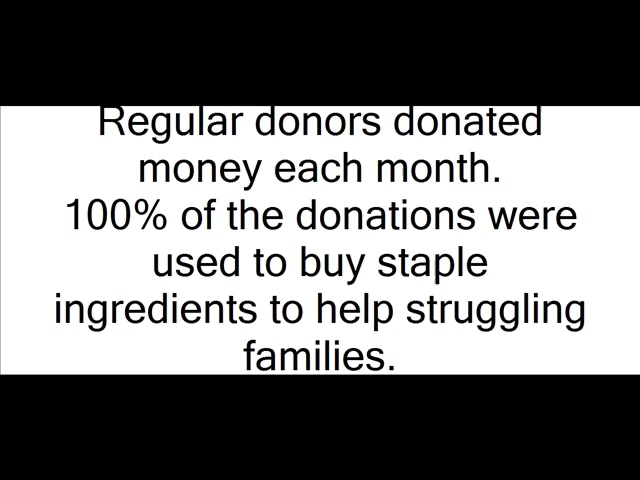 Regular donors donated
money each month.
100% of the donations were
used to buy staple
ingredients to help struggling
families.